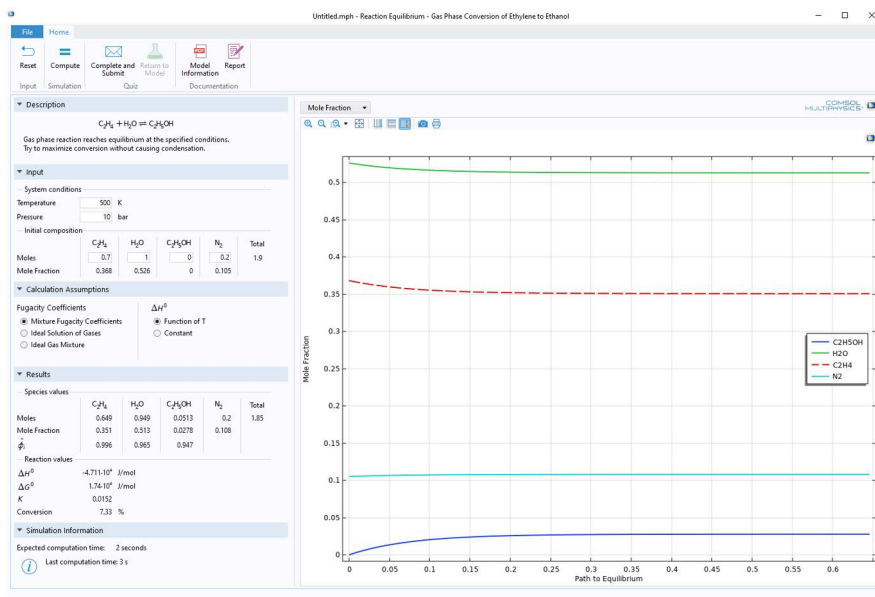 Untitled.mph - Reaction Equilibrium - Gas Phase Conversion of Ethylene to Ethanol
File Home
Reset Compute Complete and Submit Return to Model Model Information Report
Input Simulation Quiz Documentation
Description
C₂H₄ + H₂O ⇌ C₂H₅OH
Gas phase reaction reaches equilibrium at the specified conditions.
Try to maximize conversion without causing condensation.
Input
System conditions
Temperature 500 K
Pressure 10 bar
Initial composition
C₂H₄ H₂O C₂H₅OH N₂ Total
Moles 0.7 1 0 0.2 1.9
Mole Fraction 0.368 0.526 0 0.105
Calculation Assumptions
Fugacity Coefficients ΔH⁰
Mixture Fugacity Coefficients Function of T
Ideal Solution of Gases Constant
Ideal Gas Mixture
Results
Species values
C₂H₄ H₂O C₂H₅OH N₂ Total
Moles 0.649 0.949 0.0513 0.2 1.85
Mole Fraction 0.351 0.513 0.0278 0.108
ϕ̂ᵢ 0.996 0.965 0.947
Reaction values
ΔH⁰ -4.711·10⁴ J/mol
ΔG⁰ 1.74·10⁴ J/mol
K 0.0152
Conversion 7.33 %
Simulation Information
Expected computation time: 2 seconds
Last computation time: 3 s
Mole Fraction
COMSOL
MULTIPHYSICS
0.5
0.45
0.4
0.35
0.3
0.25
0.2
0.15
0.1
0.05
0
Mole Fraction
C2H5OH
H2O
C2H4
N2
0 0.05 0.1 0.15 0.2 0.25 0.3 0.35 0.4 0.45 0.5 0.55 0.6
Path to Equilibrium